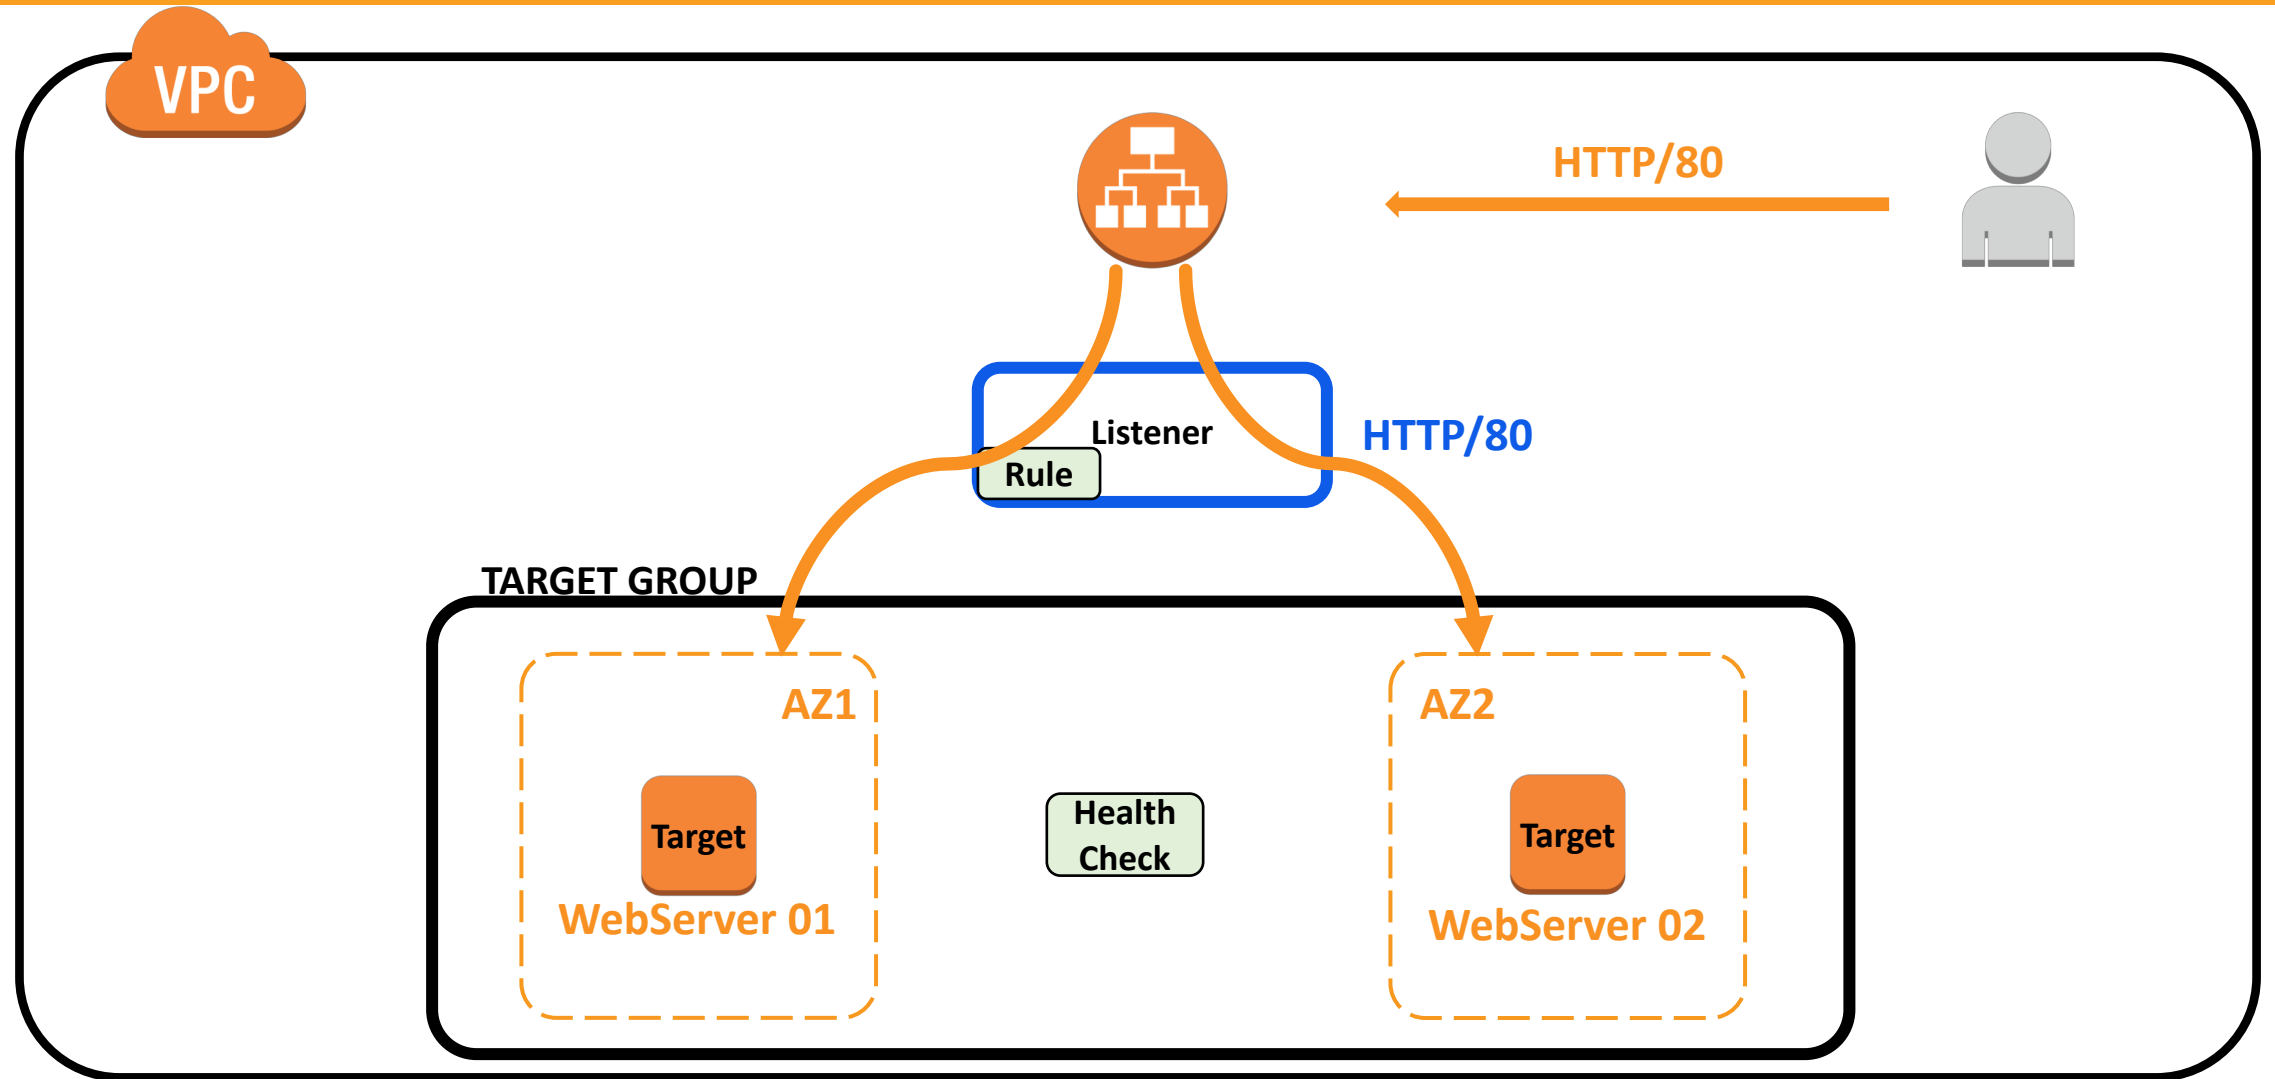 VPC
HTTP/80
Listener
HTTP/80
Rule
TARGET GROUP
AZ1
AZ2
Target
Health
Check
Target
WebServer 01
WebServer 02